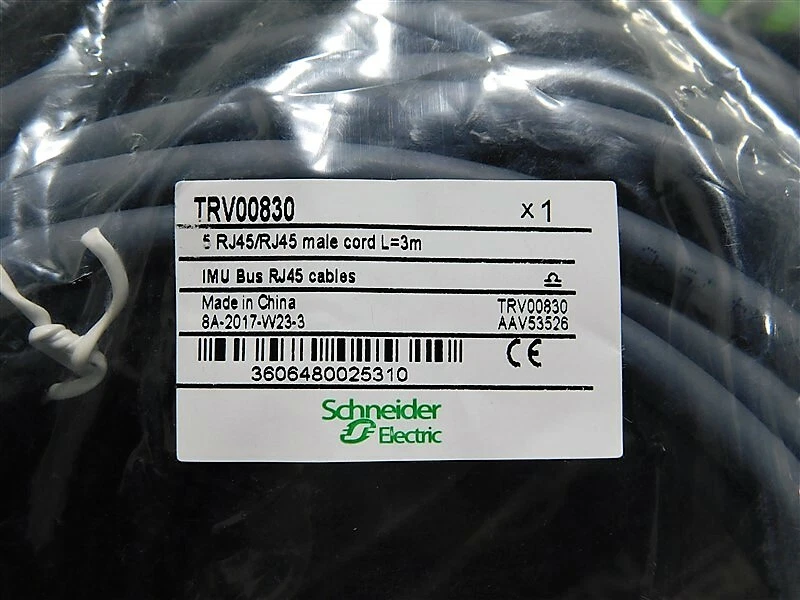 TRV00830 x 1
5 RJ45/RJ45 male cord L=3m
IMU Bus RJ45 cables
Made in China TRV00830
8A-2017-W23-3 AAV53526
CE
3606480025310
Schneider
Electric